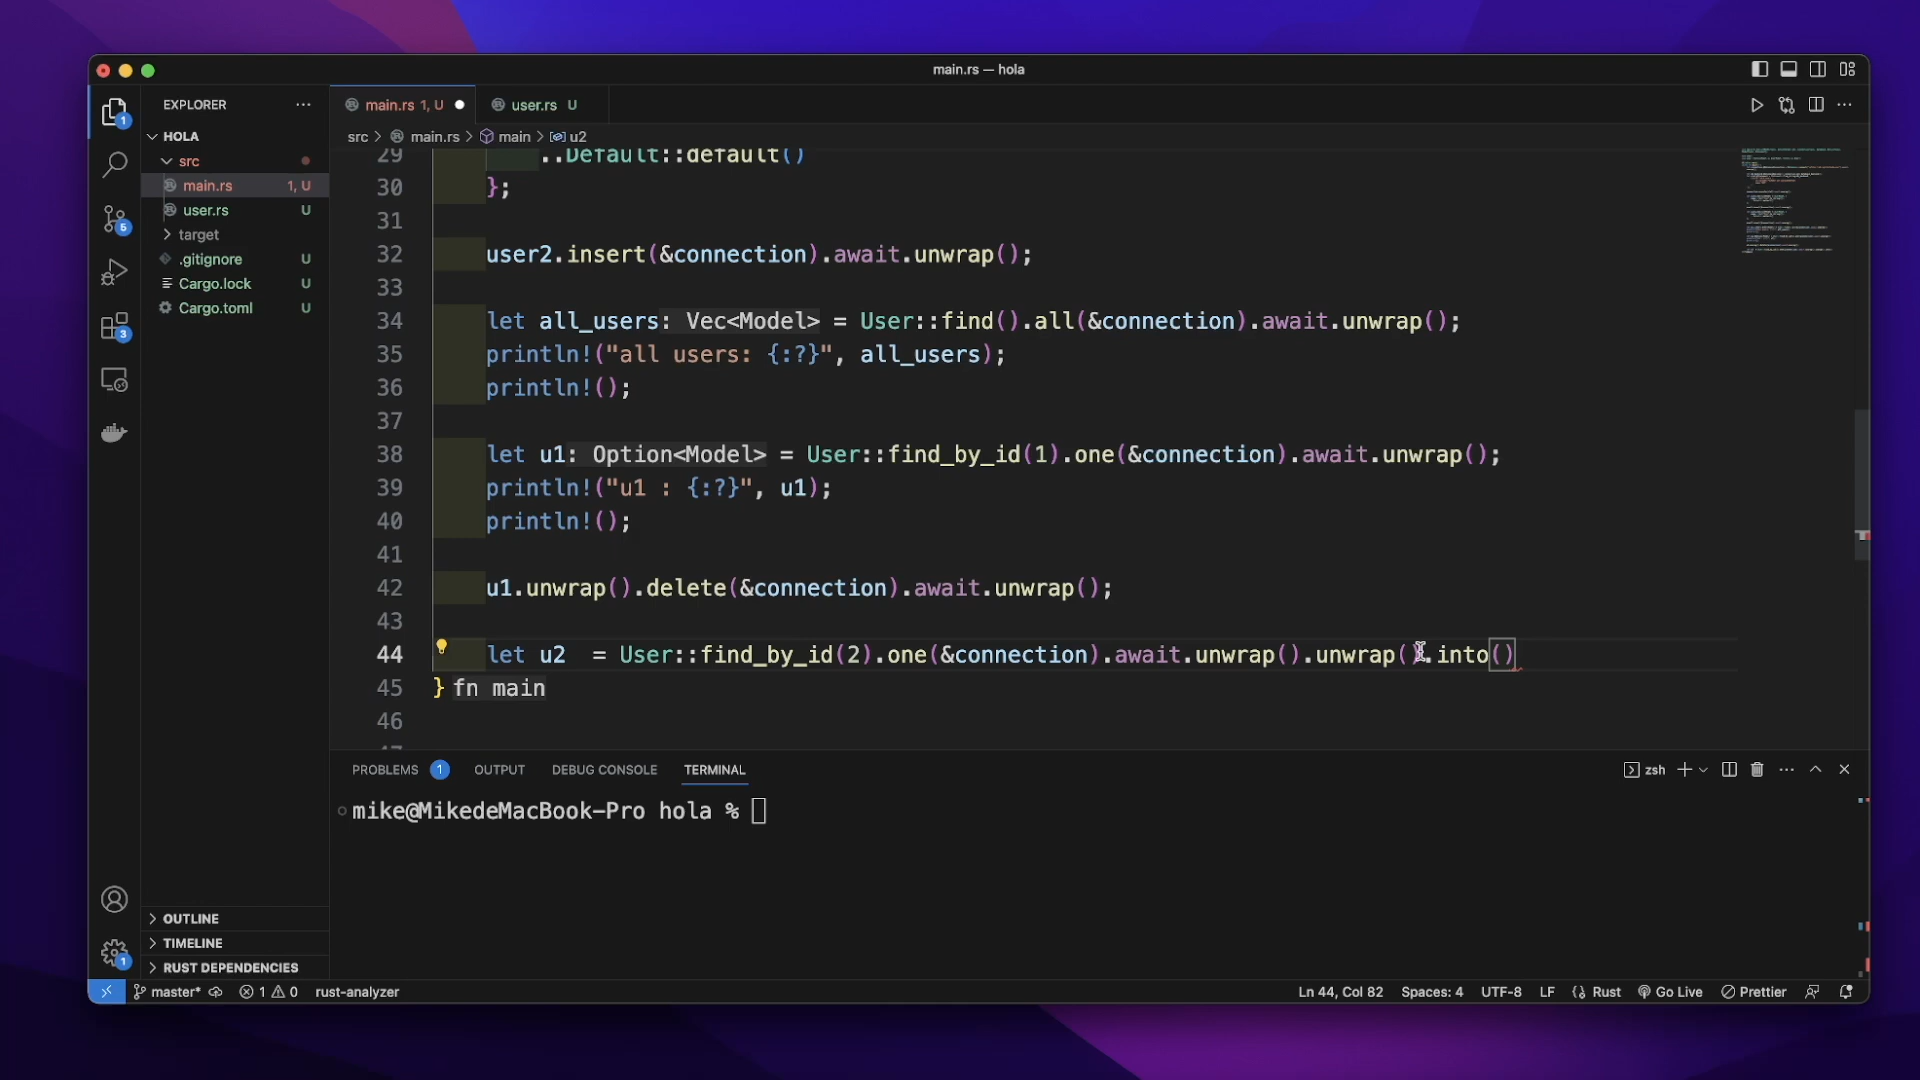 main.rs — hola
EXPLORER
main.rs 1, U
user.rs U
HOLA
src > main.rs > main > u2
src
main.rs 1, U
user.rs U
target
.gitignore U
Cargo.lock U
Cargo.toml U
29 ..Default::default()
30 };
31
32 user2.insert(&connection).await.unwrap();
33
34 let all_users: Vec<Model> = User::find().all(&connection).await.unwrap();
35 println!("all users: {:?}", all_users);
36 println!();
37
38 let u1: Option<Model> = User::find_by_id(1).one(&connection).await.unwrap();
39 println!("u1 : {:?}", u1);
40 println!();
41
42 u1.unwrap().delete(&connection).await.unwrap();
43
44 let u2  = User::find_by_id(2).one(&connection).await.unwrap().unwrap().into()
45 } fn main
46
PROBLEMS 1 OUTPUT DEBUG CONSOLE TERMINAL
zsh
mike@MikedeMacBook-Pro hola %
1
5
3
1
OUTLINE
TIMELINE
RUST DEPENDENCIES
master* 1 0 rust-analyzer
Ln 44, Col 82 Spaces: 4 UTF-8 LF Rust Go Live Prettier